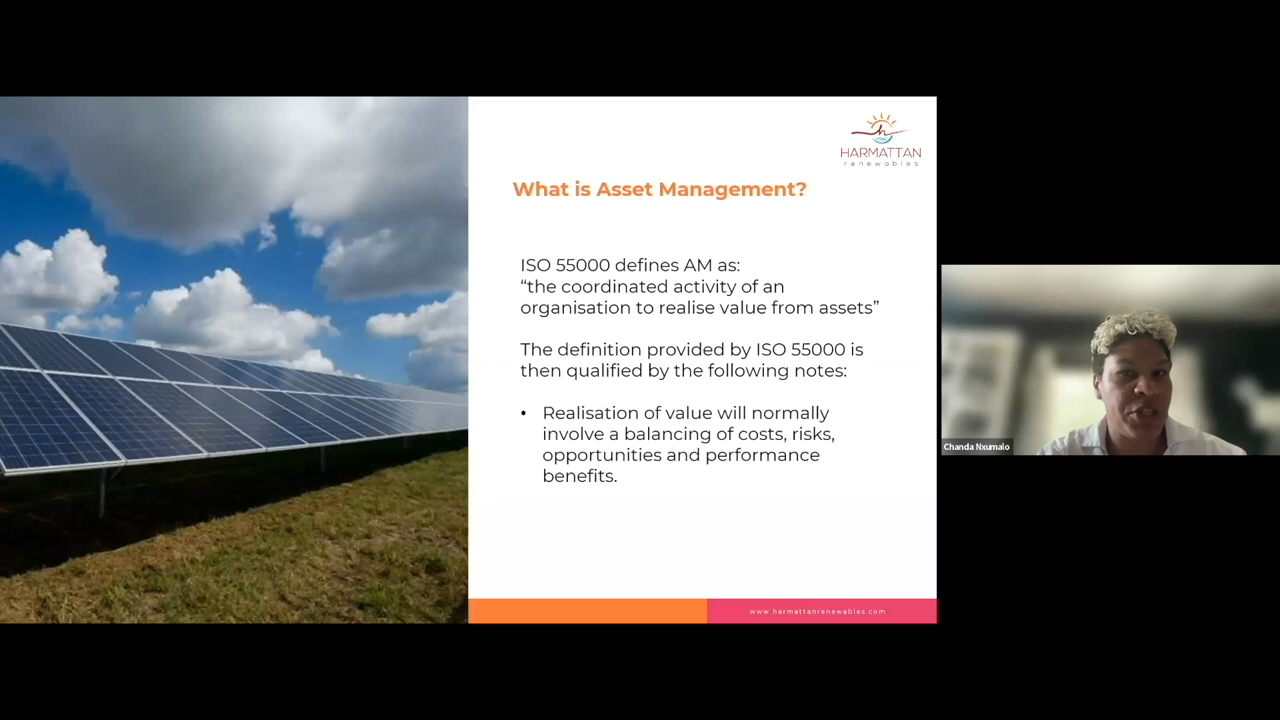 HARMATTAN
renewables
What is Asset Management?
ISO 55000 defines AM as:
“the coordinated activity of an
organisation to realise value from assets”
The definition provided by ISO 55000 is
then qualified by the following notes:
• Realisation of value will normally
involve a balancing of costs, risks,
opportunities and performance
benefits.
www.harmattanrenewables.com
Chanda Nxumalo